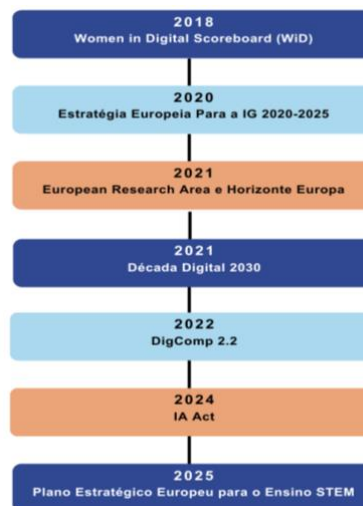 2018
Women in Digital Scoreboard (WiD)
2020
Estratégia Europeia Para a IG 2020-2025
2021
European Research Area e Horizonte Europa
2021
Década Digital 2030
2022
DigComp 2.2
2024
IA Act
2025
Plano Estratégico Europeu para o Ensino STEM